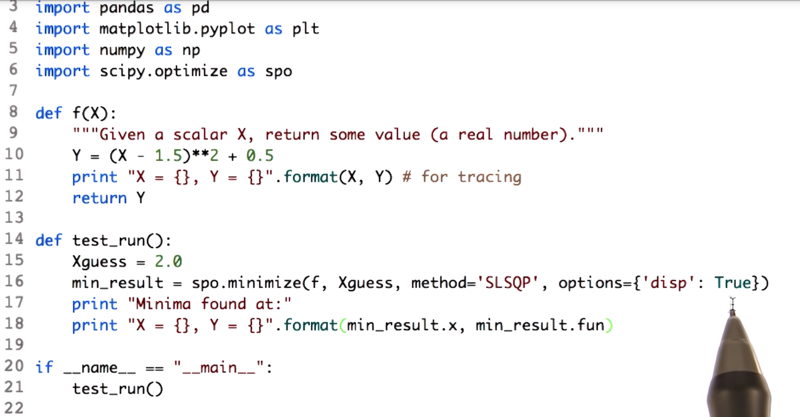 3 import pandas as pd
4 import matplotlib.pyplot as plt
5 import numpy as np
6 import scipy.optimize as spo
7
8 def f(X):
9     """Given a scalar X, return some value (a real number)."""
10     Y = (X - 1.5)**2 + 0.5
11     print "X = {}, Y = {}".format(X, Y) # for tracing
12     return Y
13
14 def test_run():
15     Xguess = 2.0
16     min_result = spo.minimize(f, Xguess, method='SLSQP', options={'disp': True})
17     print "Minima found at:"
18     print "X = {}, Y = {}".format(min_result.x, min_result.fun)
19
20 if __name__ == "__main__":
21     test_run()
22